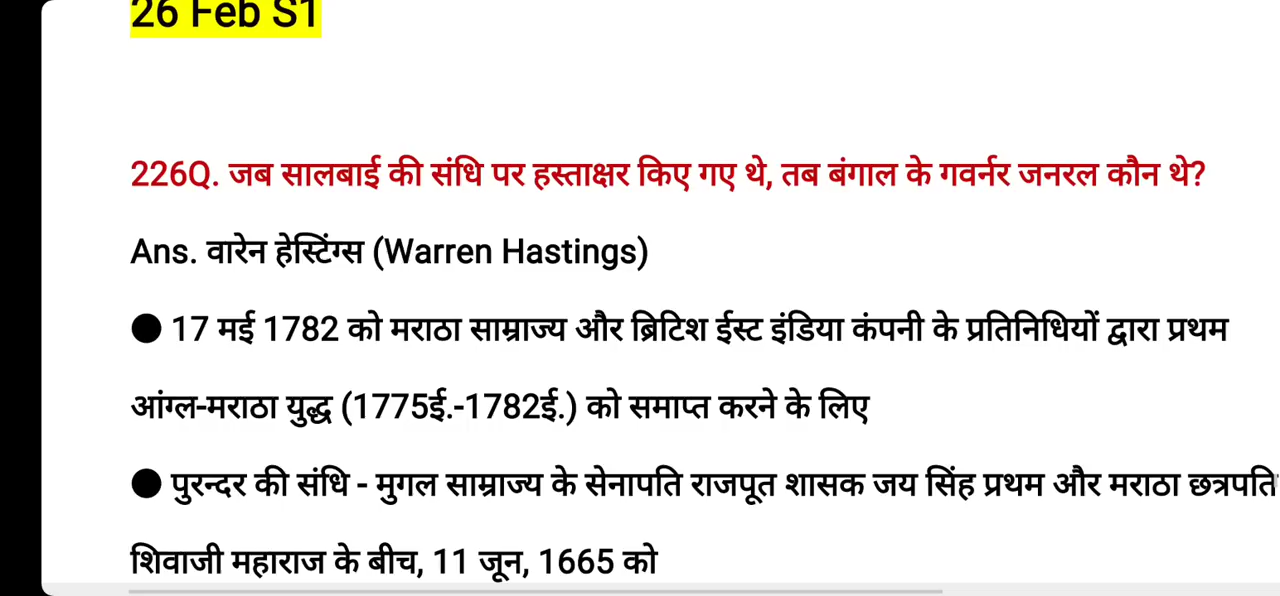 26 Feb S1
226Q. जब सालबाई की संधि पर हस्ताक्षर किए गए थे, तब बंगाल के गवर्नर जनरल कौन थे?
Ans. वारेन हेस्टिंग्स (Warren Hastings)
● 17 मई 1782 को मराठा साम्राज्य और ब्रिटिश ईस्ट इंडिया कंपनी के प्रतिनिधियों द्वारा प्रथम
आंग्ल-मराठा युद्ध (1775ई.-1782ई.) को समाप्त करने के लिए
● पुरन्दर की संधि - मुगल साम्राज्य के सेनापति राजपूत शासक जय सिंह प्रथम और मराठा छत्रपति
शिवाजी महाराज के बीच, 11 जून, 1665 को